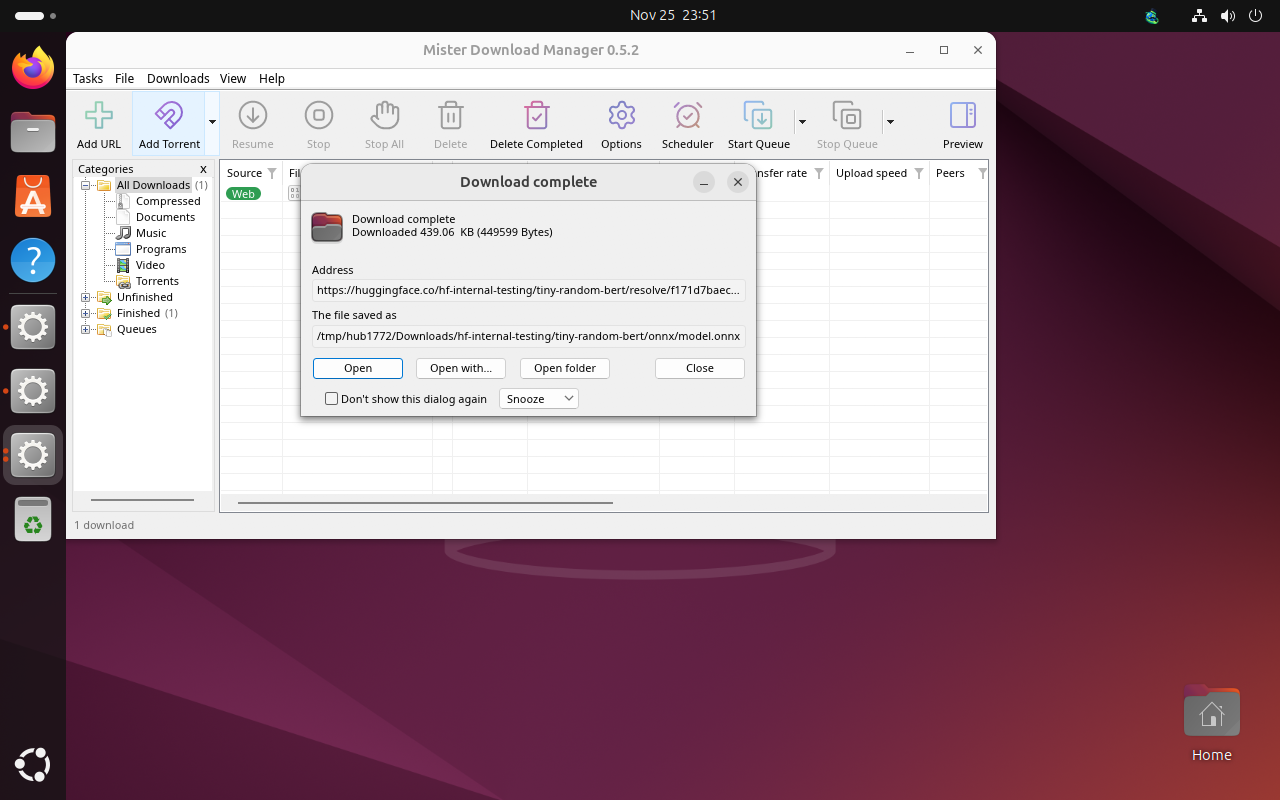 Nov 25 23:51
Mister Download Manager 0.5.2
Tasks File Downloads View Help
Add URL Add Torrent Resume Stop Stop All Delete Delete Completed Options Scheduler Start Queue Stop Queue Preview
Categories X
All Downloads (1)
Compressed
Documents
Music
Programs
Video
Torrents
Unfinished
Finished (1)
Queues
Source Upload speed Peers
Web
Download complete
Download complete
Downloaded 439.06 KB (449599 Bytes)
Address
https://huggingface.co/hf-internal-testing/tiny-random-bert/resolve/f171d7baec...
The file saved as
/tmp/hub1772/Downloads/hf-internal-testing/tiny-random-bert/onnx/model.onnx
Open Open with... Open folder Close
Don't show this dialog again Snooze
1 download
Home